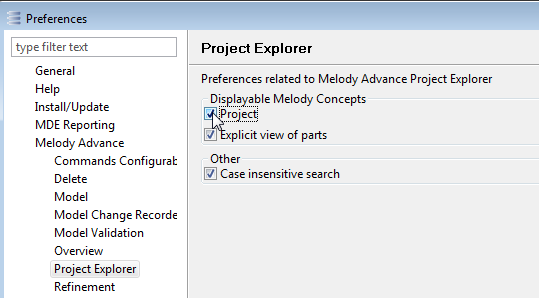 Preferences
type filter text
General
Help
Install/Update
MDE Reporting
Melody Advance
Commands Configurab
Delete
Model
Model Change Recorde
Model Validation
Overview
Project Explorer
Refinement
Project Explorer
Preferences related to Melody Advance Project Explorer
Displayable Melody Concepts
Project
Explicit view of parts
Other
Case insensitive search